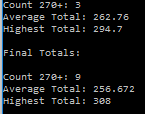 Count 270+: 3
Average Total: 262.76
Highest Total: 294.7
Final Totals:
Count 270+: 9
Average Total: 256.672
Highest Total: 308